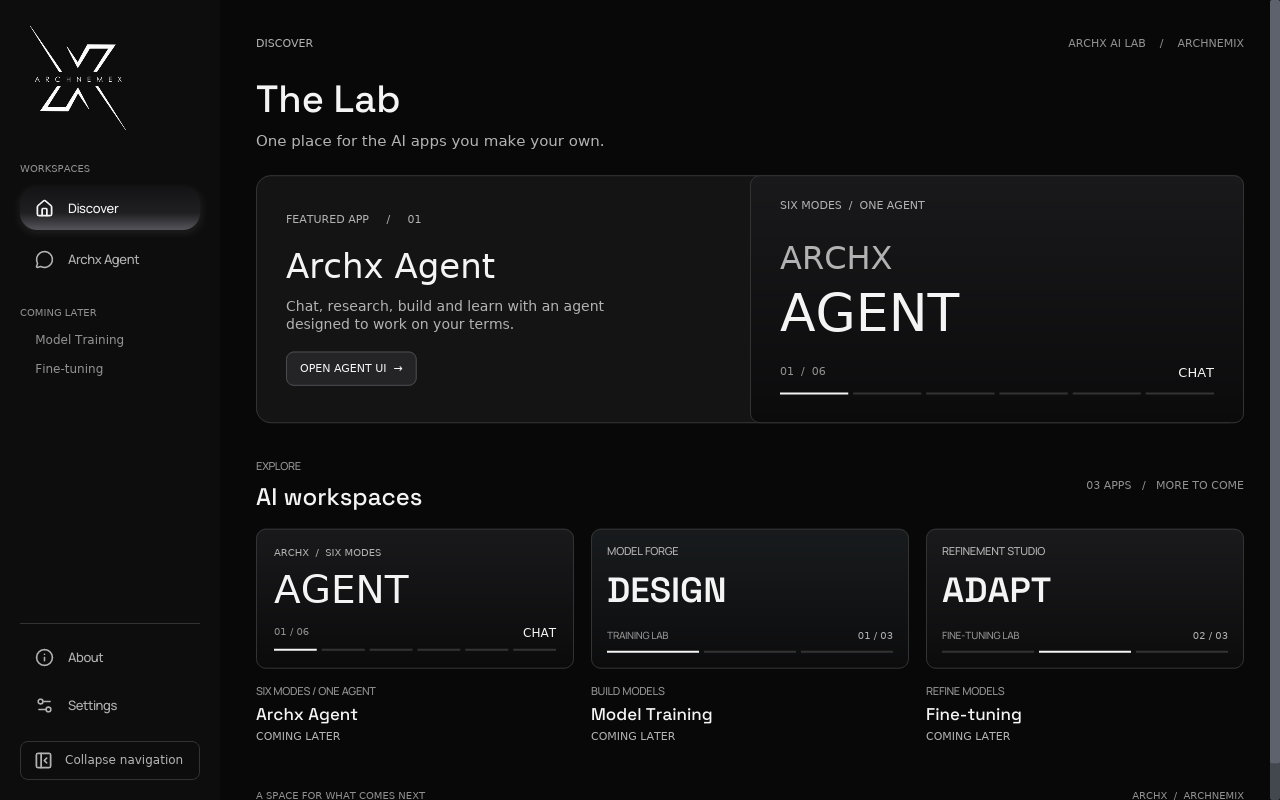 ARCHNEMEX
WORKSPACES
Discover
Archx Agent
COMING LATER
Model Training
Fine-tuning
About
Settings
Collapse navigation
DISCOVER
ARCHX AI LAB / ARCHNEMIX
The Lab
One place for the AI apps you make your own.
FEATURED APP / 01
Archx Agent
Chat, research, build and learn with an agent
designed to work on your terms.
OPEN AGENT UI →
SIX MODES / ONE AGENT
ARCHX
AGENT
01 / 06
CHAT
EXPLORE
AI workspaces
03 APPS / MORE TO COME
ARCHX / SIX MODES
AGENT
01 / 06
CHAT
SIX MODES / ONE AGENT
Archx Agent
COMING LATER
MODEL FORGE
DESIGN
TRAINING LAB
01 / 03
BUILD MODELS
Model Training
COMING LATER
REFINEMENT STUDIO
ADAPT
FINE-TUNING LAB
02 / 03
REFINE MODELS
Fine-tuning
COMING LATER
A SPACE FOR WHAT COMES NEXT
ARCHX / ARCHNEMIX